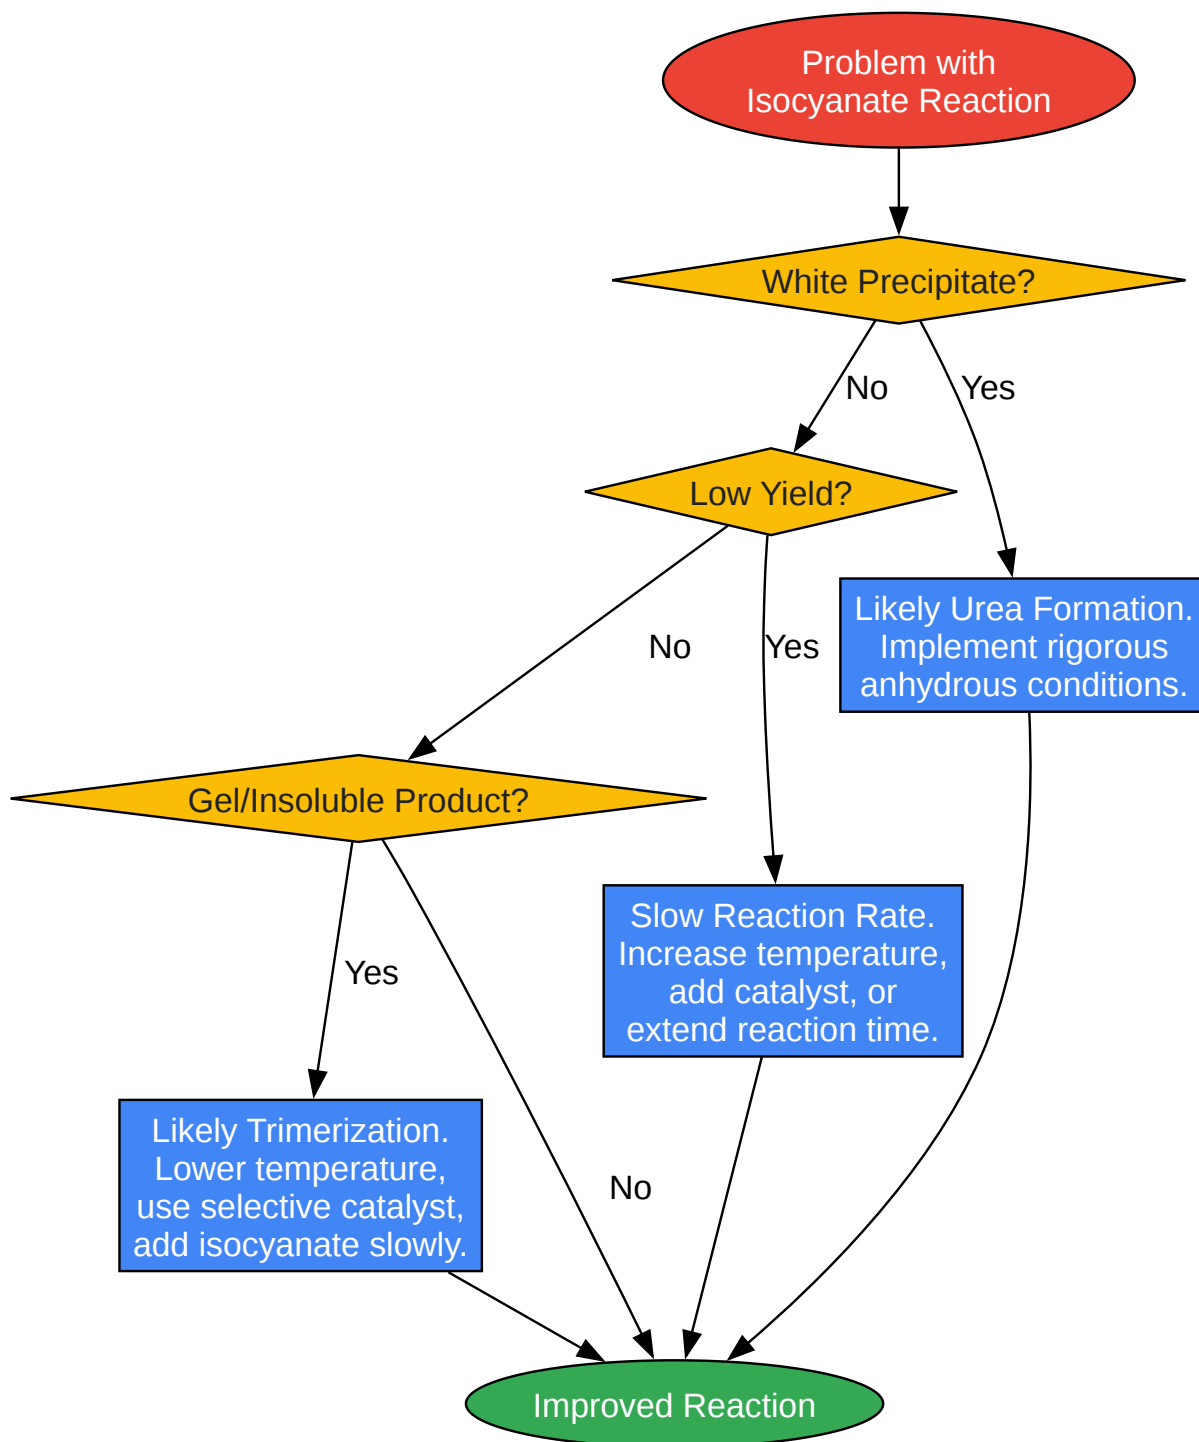 Problem with
Isocyanate Reaction
White Precipitate?
No
Yes
Low Yield?
Likely Urea Formation.
Implement rigorous
anhydrous conditions.
No
Yes
Gel/Insoluble Product?
Slow Reaction Rate.
Increase temperature,
add catalyst, or
extend reaction time.
Yes
Likely Trimerization.
Lower temperature,
use selective catalyst,
add isocyanate slowly.
No
Improved Reaction